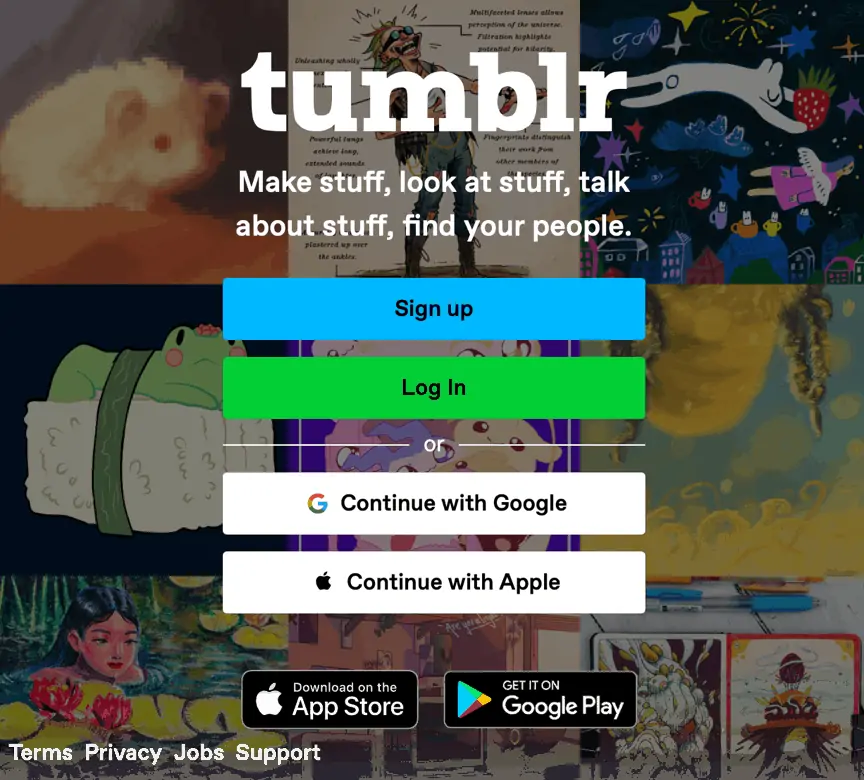 Multifaceted lenses allow
perception of the universe.
Filtration highlights
potential for hilarity.
Unleashing wholly
tumblr
Powerful lungs
achieve long,
extended sounds
Fingerprints distinguish
their work from
other members of
Make stuff, look at stuff, talk
about stuff, find your people.
plastered up over
the ankles.
Sign up
Log In
or
Continue with Google
Continue with Apple
Download on the
App Store
GET IT ON
Google Play
Terms Privacy Jobs Support